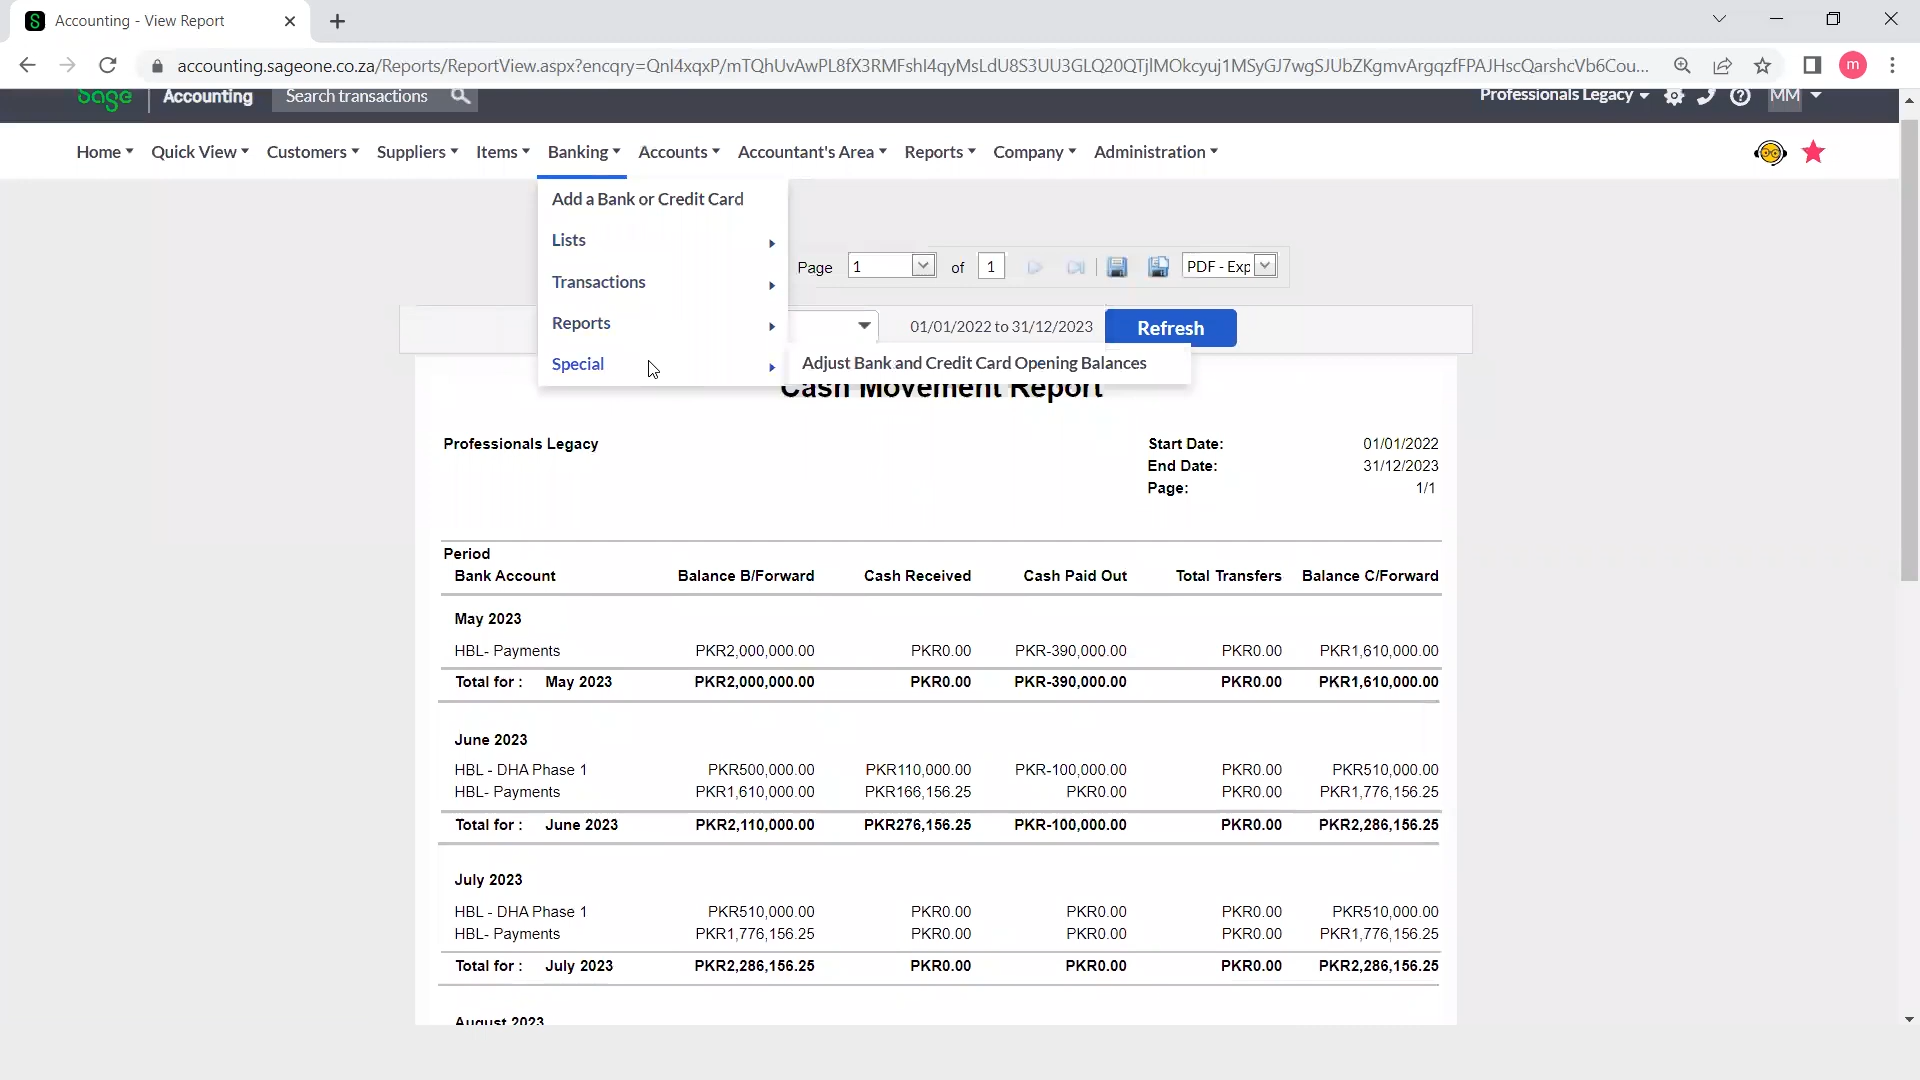 Accounting - View Report
accounting.sageone.co.za/Reports/ReportView.aspx?encqry=QnI4xqxP/mTQhUvAwPL8fX3RMFshI4qyMsLdU8S3UU3GLQ20QTjlMOkcyuj1MSyGJ7wgSJUbZKgmvArgqzfFPAJHscQarshcVb6Cou...
m
sage Accounting Search transactions Professionals Legacy MM
Home Quick View Customers Suppliers Items Banking Accounts Accountant's Area Reports Company Administration
Add a Bank or Credit Card
Lists
Page 1 of 1 PDF - Exp
Transactions
Reports
01/01/2022 to 31/12/2023 Refresh
Special
Adjust Bank and Credit Card Opening Balances
Cash Movement Report
Professionals Legacy Start Date: 01/01/2022
End Date: 31/12/2023
Page: 1/1
Period
Bank Account Balance B/Forward Cash Received Cash Paid Out Total Transfers Balance C/Forward
May 2023
HBL- Payments PKR2,000,000.00 PKR0.00 PKR-390,000.00 PKR0.00 PKR1,610,000.00
Total for : May 2023 PKR2,000,000.00 PKR0.00 PKR-390,000.00 PKR0.00 PKR1,610,000.00
June 2023
HBL - DHA Phase 1 PKR500,000.00 PKR110,000.00 PKR-100,000.00 PKR0.00 PKR510,000.00
HBL- Payments PKR1,610,000.00 PKR166,156.25 PKR0.00 PKR0.00 PKR1,776,156.25
Total for : June 2023 PKR2,110,000.00 PKR276,156.25 PKR-100,000.00 PKR0.00 PKR2,286,156.25
July 2023
HBL - DHA Phase 1 PKR510,000.00 PKR0.00 PKR0.00 PKR0.00 PKR510,000.00
HBL- Payments PKR1,776,156.25 PKR0.00 PKR0.00 PKR0.00 PKR1,776,156.25
Total for : July 2023 PKR2,286,156.25 PKR0.00 PKR0.00 PKR0.00 PKR2,286,156.25
August 2023